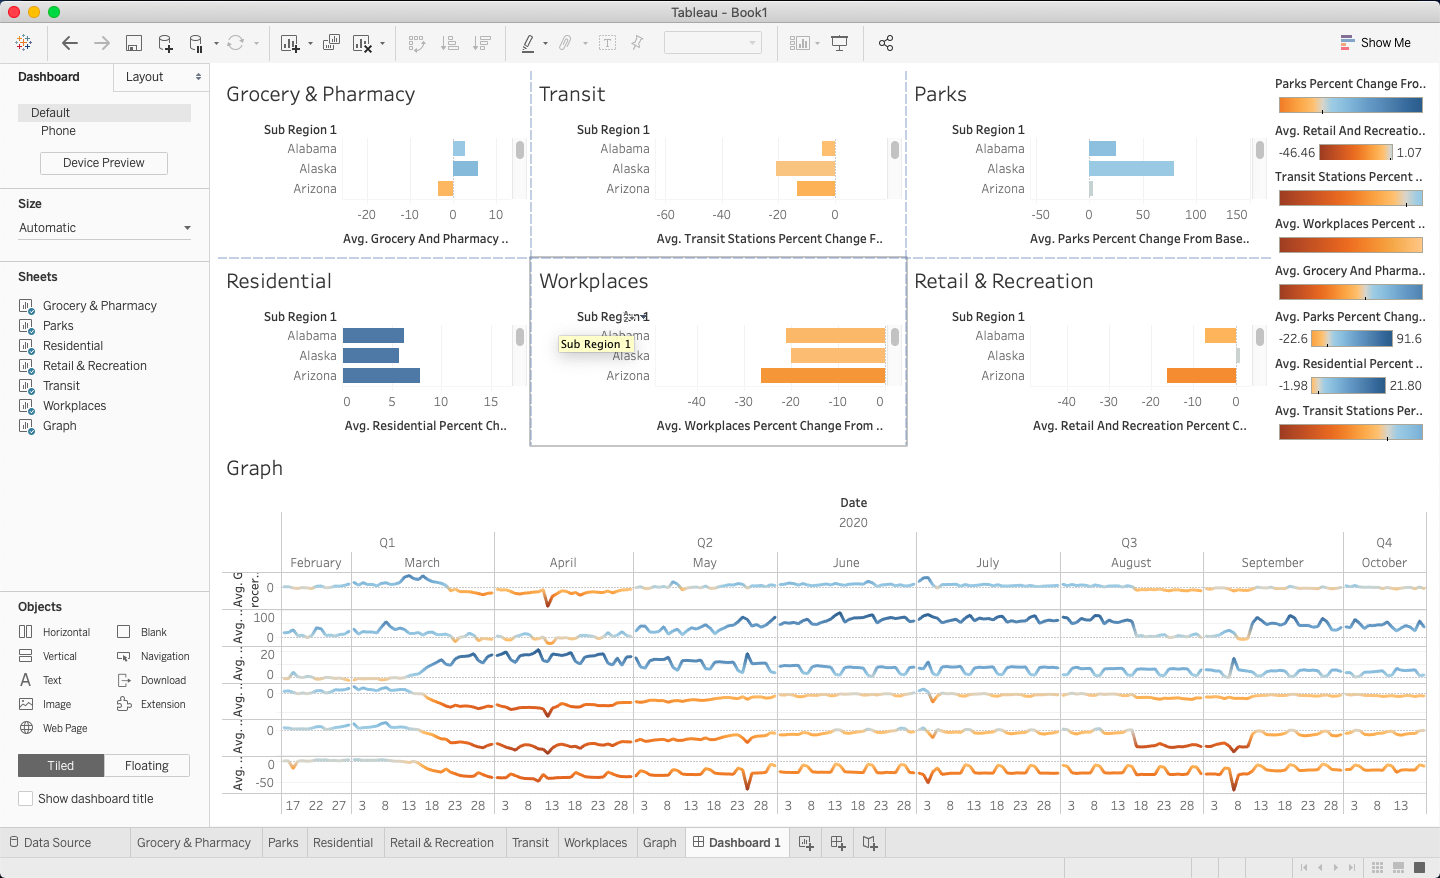 Tableau - Book1
Show Me
Dashboard
Layout
Default
Phone
Device Preview
Size
Automatic
Sheets
Grocery & Pharmacy
Parks
Residential
Retail & Recreation
Transit
Workplaces
Graph
Objects
Horizontal
Blank
Vertical
Navigation
Text
Download
Image
Extension
Web Page
Tiled
Floating
Show dashboard title
Grocery & Pharmacy
Sub Region 1
Alabama
Alaska
Arizona
-20 -10 0 10
Avg. Grocery And Pharmacy ..
Transit
Sub Region 1
Alabama
Alaska
Arizona
-60 -40 -20 0
Avg. Transit Stations Percent Change F..
Parks
Sub Region 1
Alabama
Alaska
Arizona
-50 0 50 100 150
Avg. Parks Percent Change From Base..
Residential
Sub Region 1
Alabama
Alaska
Arizona
0 5 10 15
Avg. Residential Percent Ch..
Workplaces
Sub Region 1
Sub Region 1
Alabama
Alaska
Arizona
-40 -30 -20 -10 0
Avg. Workplaces Percent Change From ..
Retail & Recreation
Sub Region 1
Alabama
Alaska
Arizona
-40 -30 -20 -10 0
Avg. Retail And Recreation Percent C..
Parks Percent Change Fro..
Avg. Retail And Recreatio..
-46.46 1.07
Transit Stations Percent ..
Avg. Workplaces Percent ..
Avg. Grocery And Pharma..
Avg. Parks Percent Chang..
-22.6 91.6
Avg. Residential Percent ..
-1.98 21.80
Avg. Transit Stations Per..
Graph
Date
2020
Q1 Q2 Q3 Q4
February March April May June July August September October
Avg. G
rocer..
0
Avg. ..
100
0
Avg. ..
20
0
Avg. ..
0
Avg. ..
0
Avg. ..
0
-50
17 22 27 3 8 13 18 23 28 3 8 13 18 23 28 3 8 13 18 23 28 3 8 13 18 23 28 3 8 13 18 23 28 3 8 13 18 23 28 3 8 13 18 23 28 3 8 13
Data Source
Grocery & Pharmacy
Parks
Residential
Retail & Recreation
Transit
Workplaces
Graph
Dashboard 1